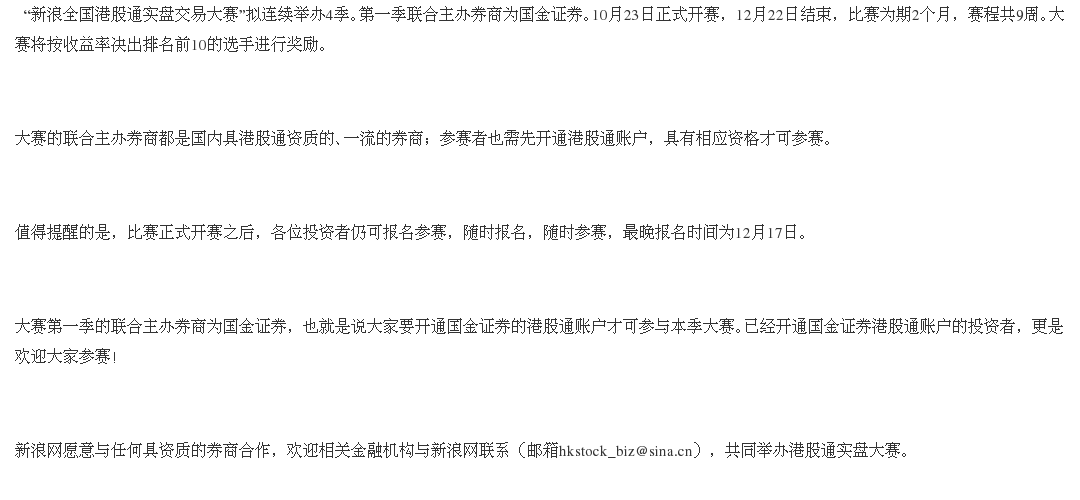 “新浪全国港股通实盘交易大赛”拟连续举办4季。第一季联合主办券商为国金证券。10月23日正式开赛，12月22日结束，比赛为期2个月，赛程共9周。大
赛将按收益率决出排名前10的选手进行奖励。
大赛的联合主办券商都是国内具港股通资质的、一流的券商；参赛者也需先开通港股通账户，具有相应资格才可参赛。
值得提醒的是，比赛正式开赛之后，各位投资者仍可报名参赛，随时报名，随时参赛，最晚报名时间为12月17日。
大赛第一季的联合主办券商为国金证券，也就是说大家要开通国金证券的港股通账户才可参与本季大赛。已经开通国金证券港股通账户的投资者，更是
欢迎大家参赛！
新浪网愿意与任何具资质的券商合作，欢迎相关金融机构与新浪网联系（邮箱hkstock_biz@sina.cn），共同举办港股通实盘大赛。